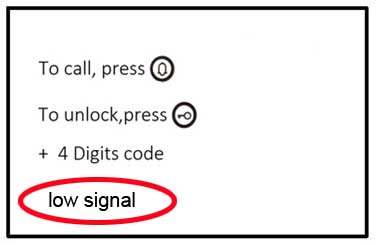 To call, press
To unlock,press
+ 4 Digits code
low signal